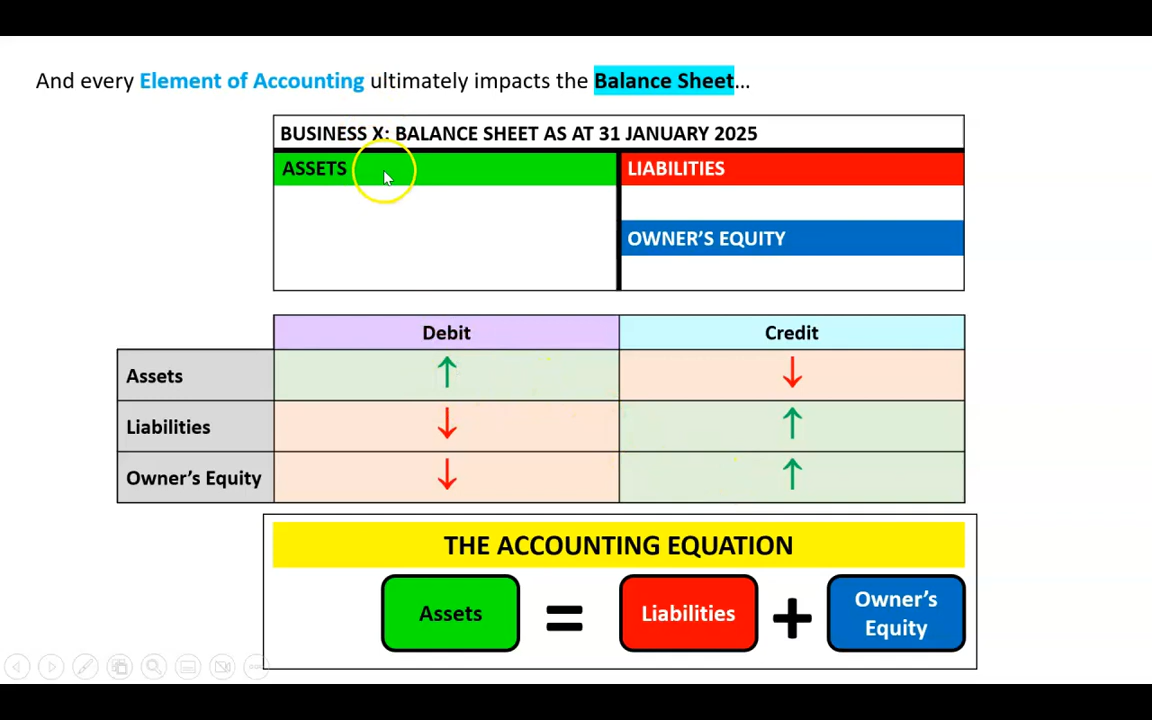 And every Element of Accounting ultimately impacts the Balance Sheet...
BUSINESS X: BALANCE SHEET AS AT 31 JANUARY 2025
ASSETS
LIABILITIES
OWNER’S EQUITY
Debit
Credit
Assets
↑
↓
Liabilities
↓
↑
Owner’s Equity
↓
↑
THE ACCOUNTING EQUATION
Assets
=
Liabilities
+
Owner’s
Equity